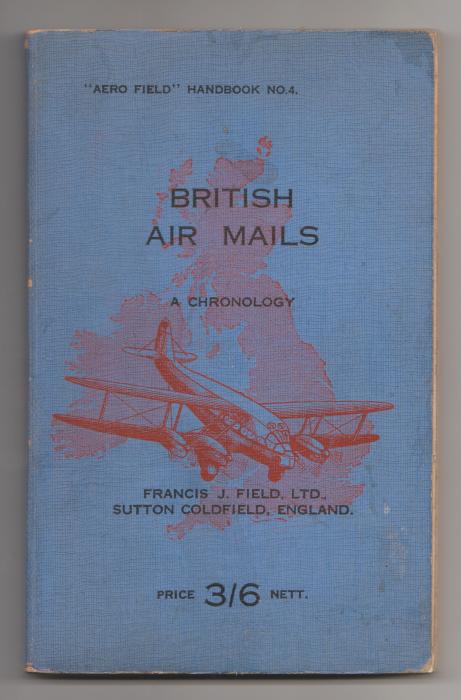 "AERO FIELD" HANDBOOK NO.4.
BRITISH
AIR MAILS
A CHRONOLOGY
FRANCIS J. FIELD, LTD.,
SUTTON COLDFIELD, ENGLAND.
PRICE 3/6 NETT.